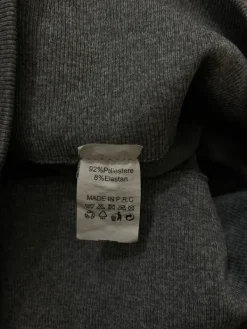 92%Poliestere
8%Elastan
MADE IN P.R.C